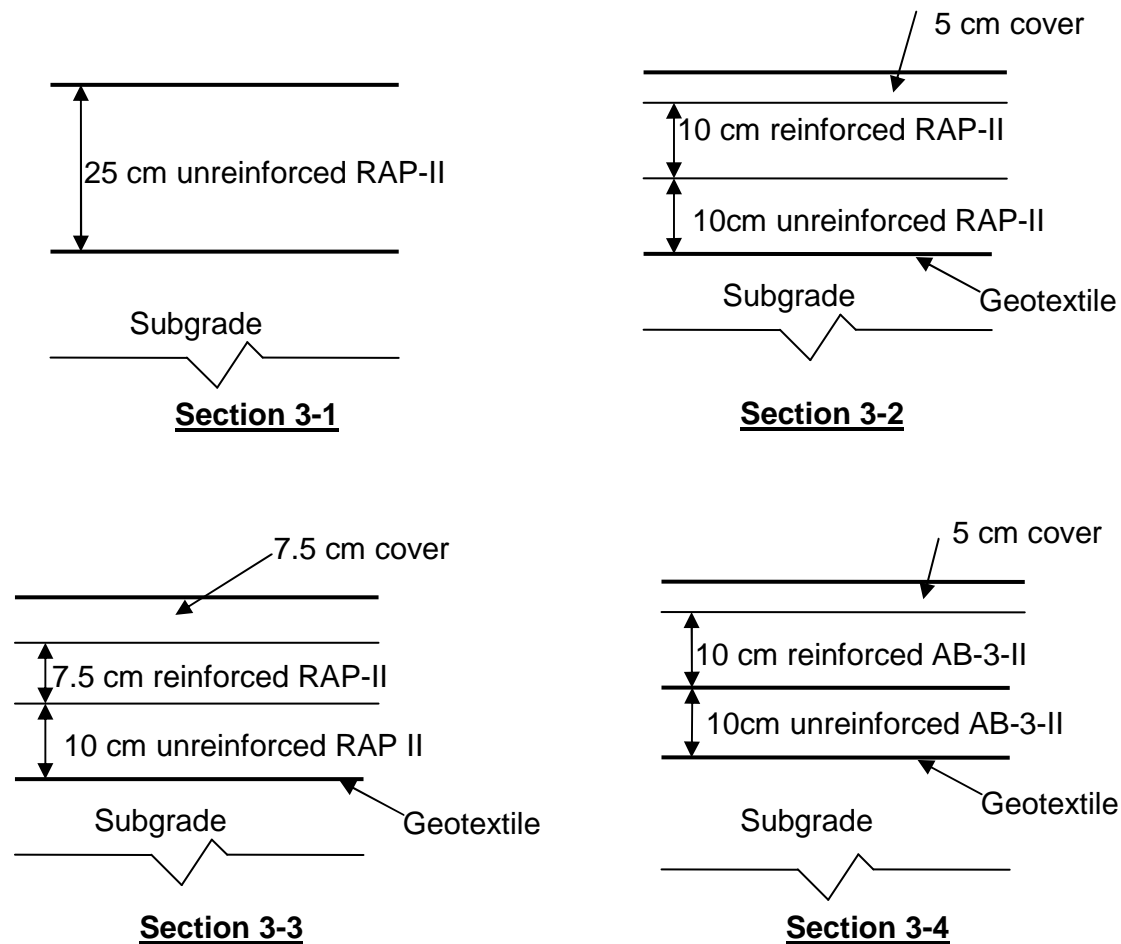 25 cm unreinforced RAP-II
Subgrade
Section 3-1
5 cm cover
10 cm reinforced RAP-II
10cm unreinforced RAP-II
Subgrade
Geotextile
Section 3-2
7.5 cm cover
7.5 cm reinforced RAP-II
10 cm unreinforced RAP II
Subgrade
Geotextile
Section 3-3
5 cm cover
10 cm reinforced AB-3-II
10cm unreinforced AB-3-II
Geotextile
Subgrade
Section 3-4